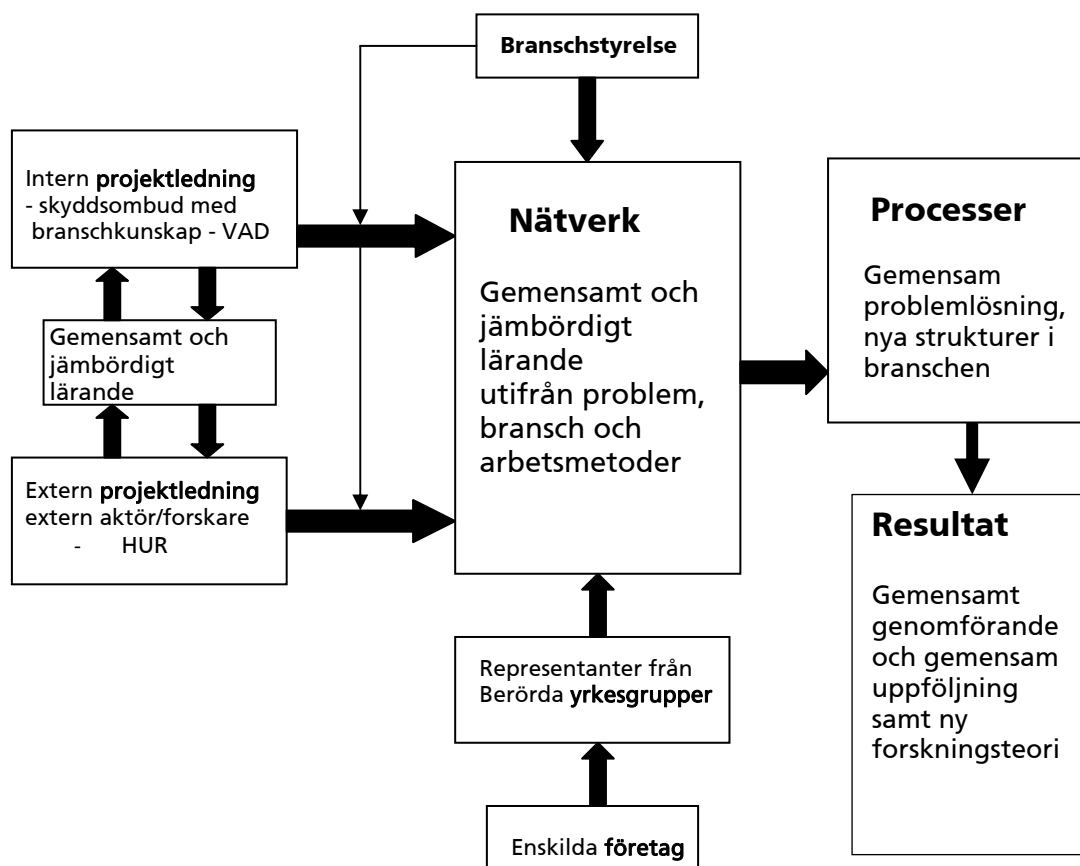 Branschstyrelse
Intern projektledning
- skyddsombud med
branschkunskap - VAD
Gemensamt och
jämbördigt
lärande
Extern projektledning
extern aktör/forskare
- HUR
Nätverk
Gemensamt och
jämbördigt
lärande
utifrån problem,
bransch och
arbetsmetoder
Representanter från
Berörda yrkesgrupper
Enskilda företag
Processer
Gemensam
problemlösning,
nya strukturer i
branschen
Resultat
Gemensamt
genomförande
och gemensam
uppföljning
samt ny
forskningsteori